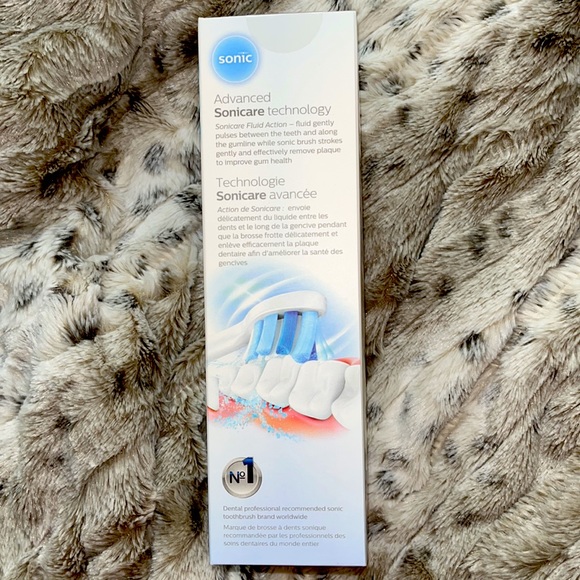 sonic
Advanced
Sonicare technology
Sonicare Fluid Action – fluid gently
pulses between the teeth and along
the gumline while sonic brush strokes
gently and effectively remove plaque
to improve gum health
Technologie
Sonicare avancée
Action de Sonicare : envoie
délicatement du liquide entre les
dents et le long de la gencive pendant
que la brosse frotte délicatement et
enlève efficacement la plaque
dentaire afin d'améliorer la santé des
gencives.
Nº1
Dental professional recommended sonic
toothbrush brand worldwide
Marque de brosse à dents sonique
recommandée par les professionnels des
soins dentaires du monde entier